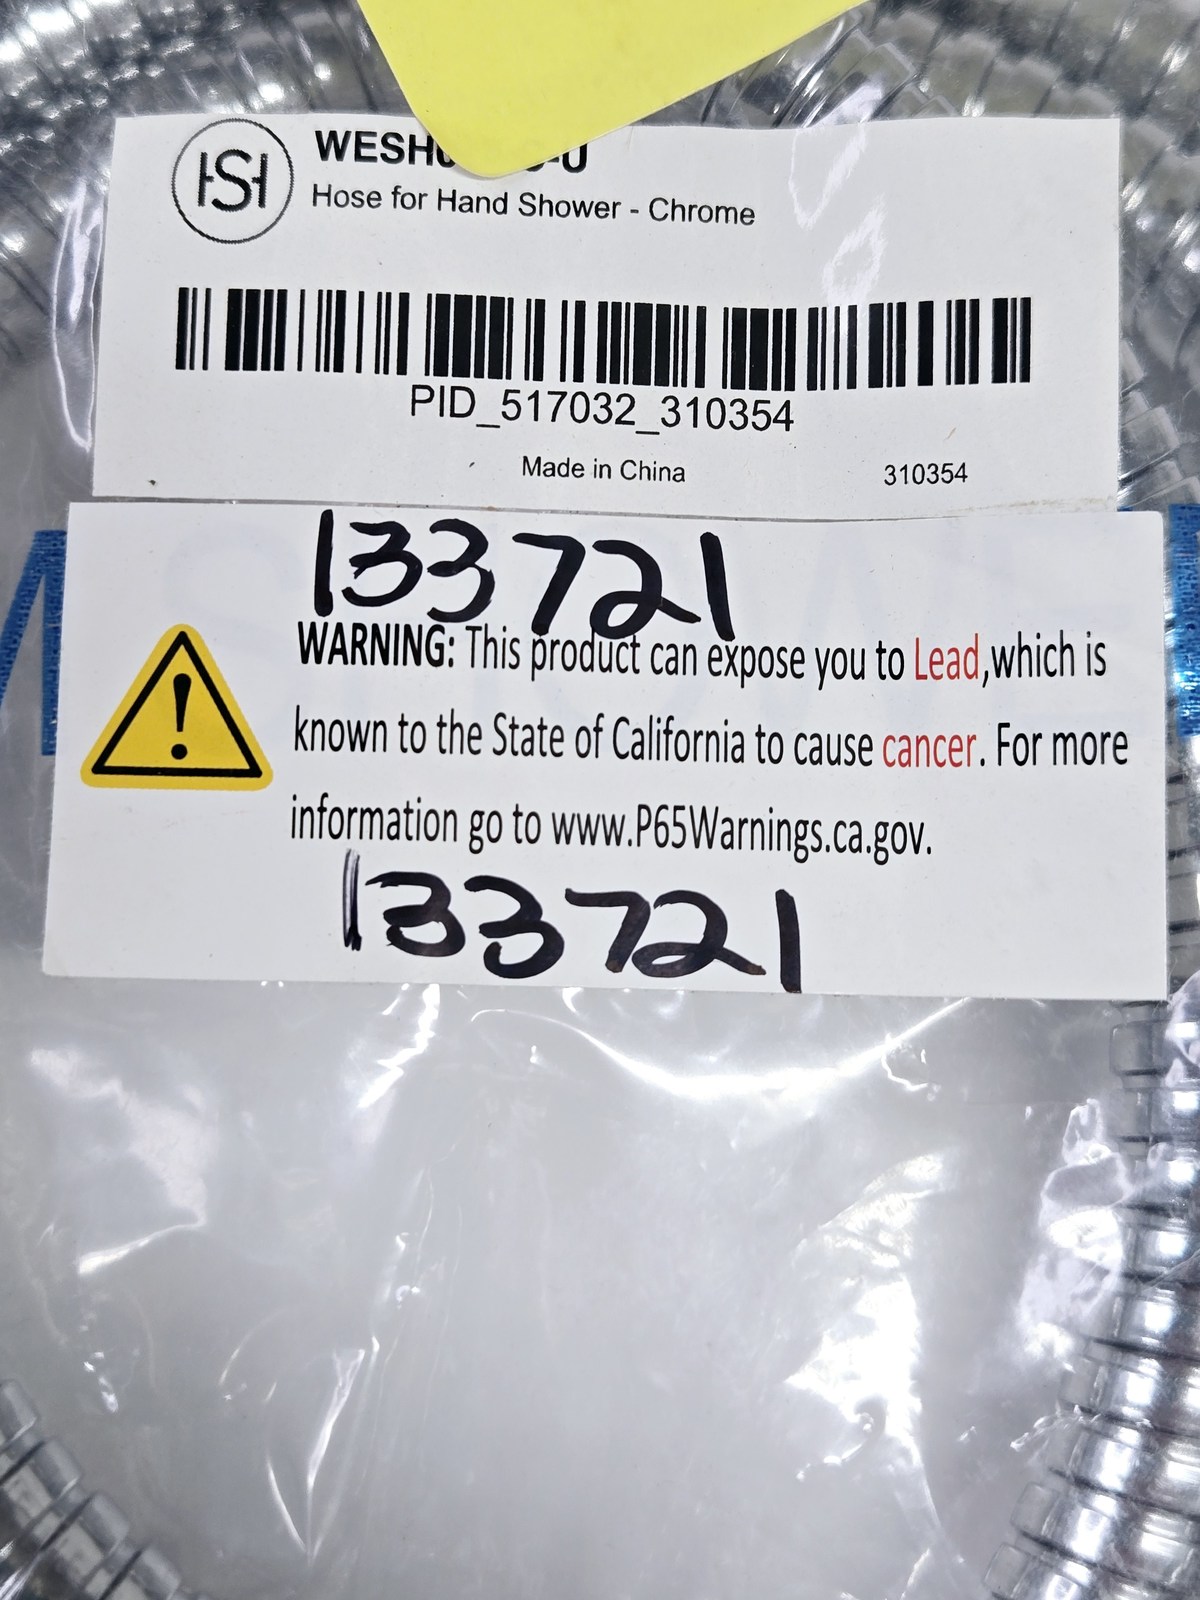 HS
Hose for Hand Shower - Chrome
PID_517032_310354
Made in China 310354
133721
WARNING: This product can expose you to Lead,which is
known to the State of California to cause cancer. For more
information go to www.P65Warnings.ca.gov.
133721